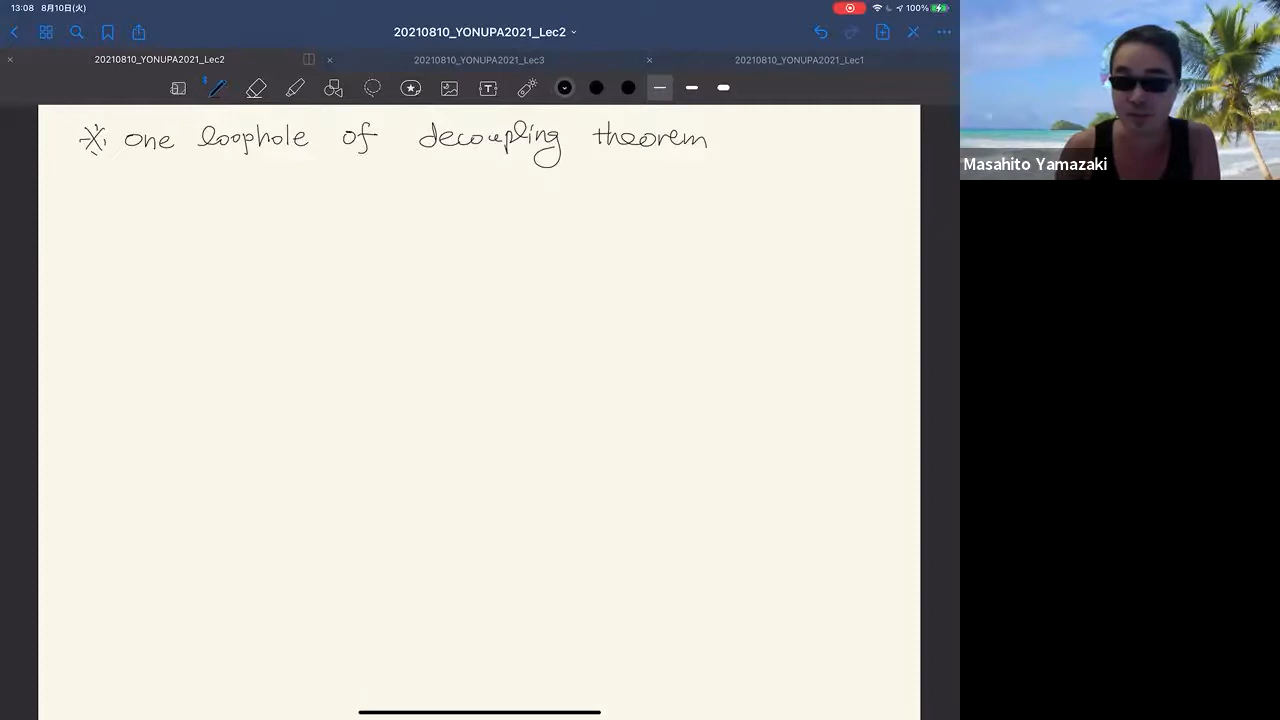 13:08 8月10日(火)
100%
20210810_YONUPA2021_Lec2
20210810_YONUPA2021_Lec2
20210810_YONUPA2021_Lec3
20210810_YONUPA2021_Lec1
※ one loophole of decoupling theorem
Masahito Yamazaki